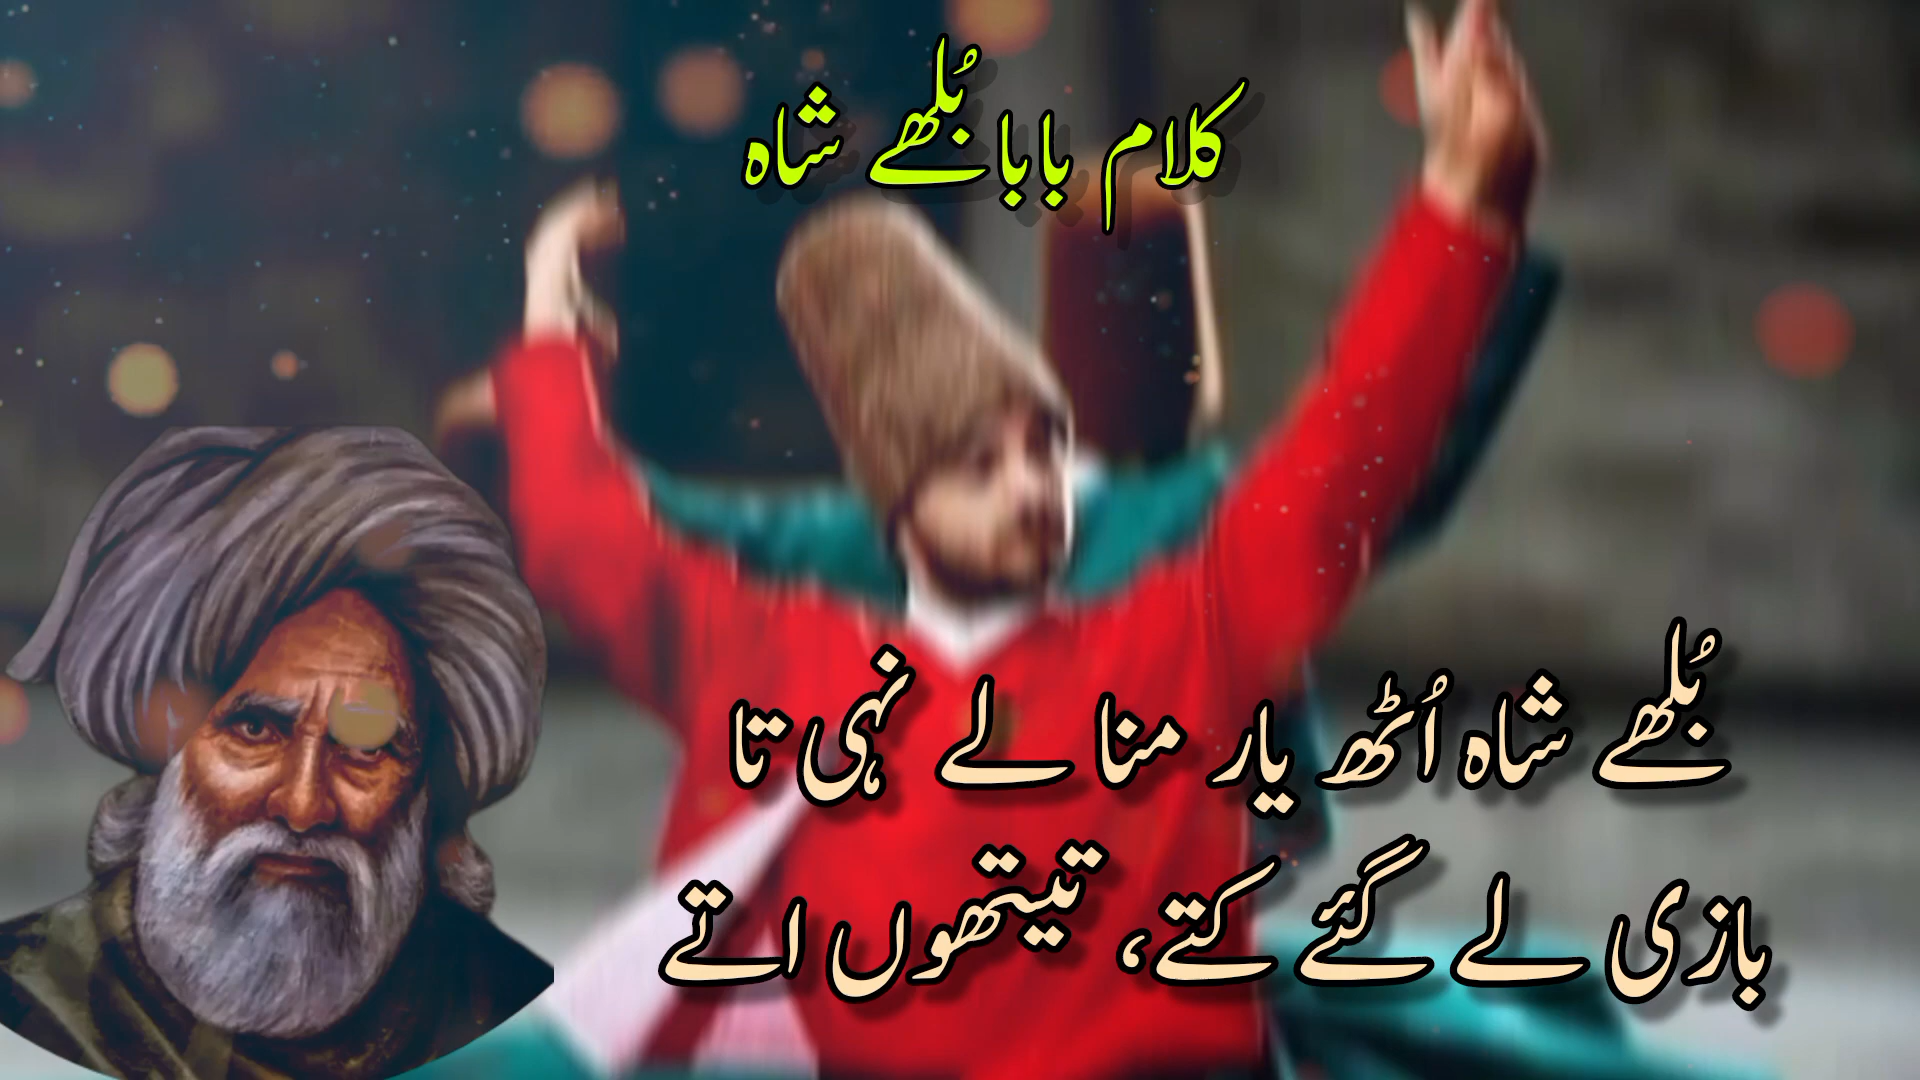 کلام بابا بُلھے شاہ
بُلھے شاہ اُٹھ یار منا لے نہی تا
بازی لے گئے کتے، تیتھوں اتے